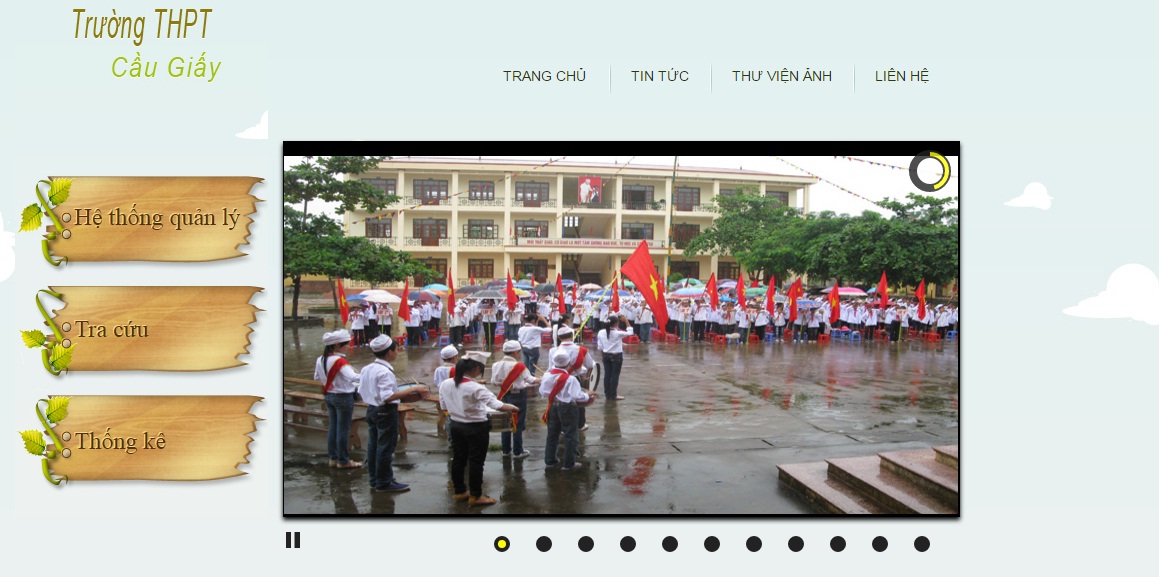 Trường THPT
Cầu Giấy
TRANG CHỦ
TIN TỨC
THƯ VIỆN ẢNH
LIÊN HỆ
Hệ thống quản lý
Tra cứu
Thống kê